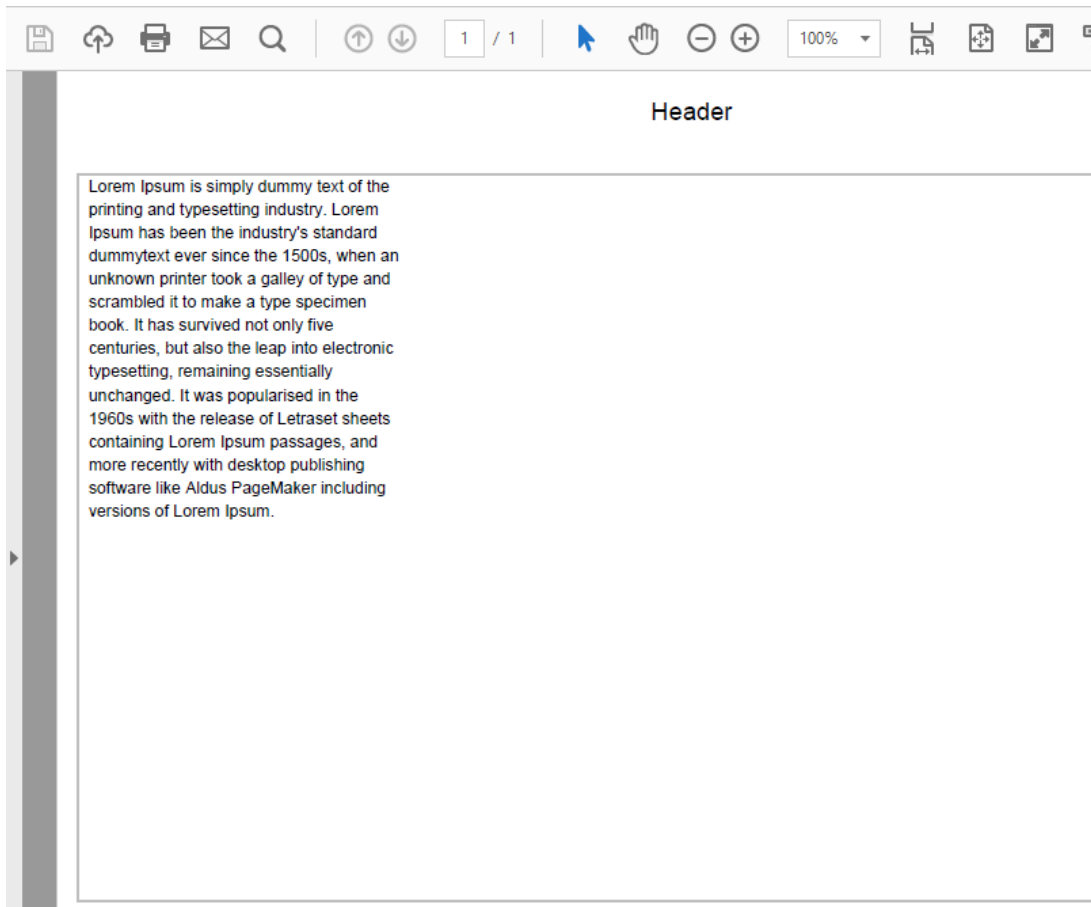 1 / 1 100%
Header
Lorem Ipsum is simply dummy text of the
printing and typesetting industry. Lorem
Ipsum has been the industry's standard
dummytext ever since the 1500s, when an
unknown printer took a galley of type and
scrambled it to make a type specimen
book. It has survived not only five
centuries, but also the leap into electronic
typesetting, remaining essentially
unchanged. It was popularised in the
1960s with the release of Letraset sheets
containing Lorem Ipsum passages, and
more recently with desktop publishing
software like Aldus PageMaker including
versions of Lorem Ipsum.